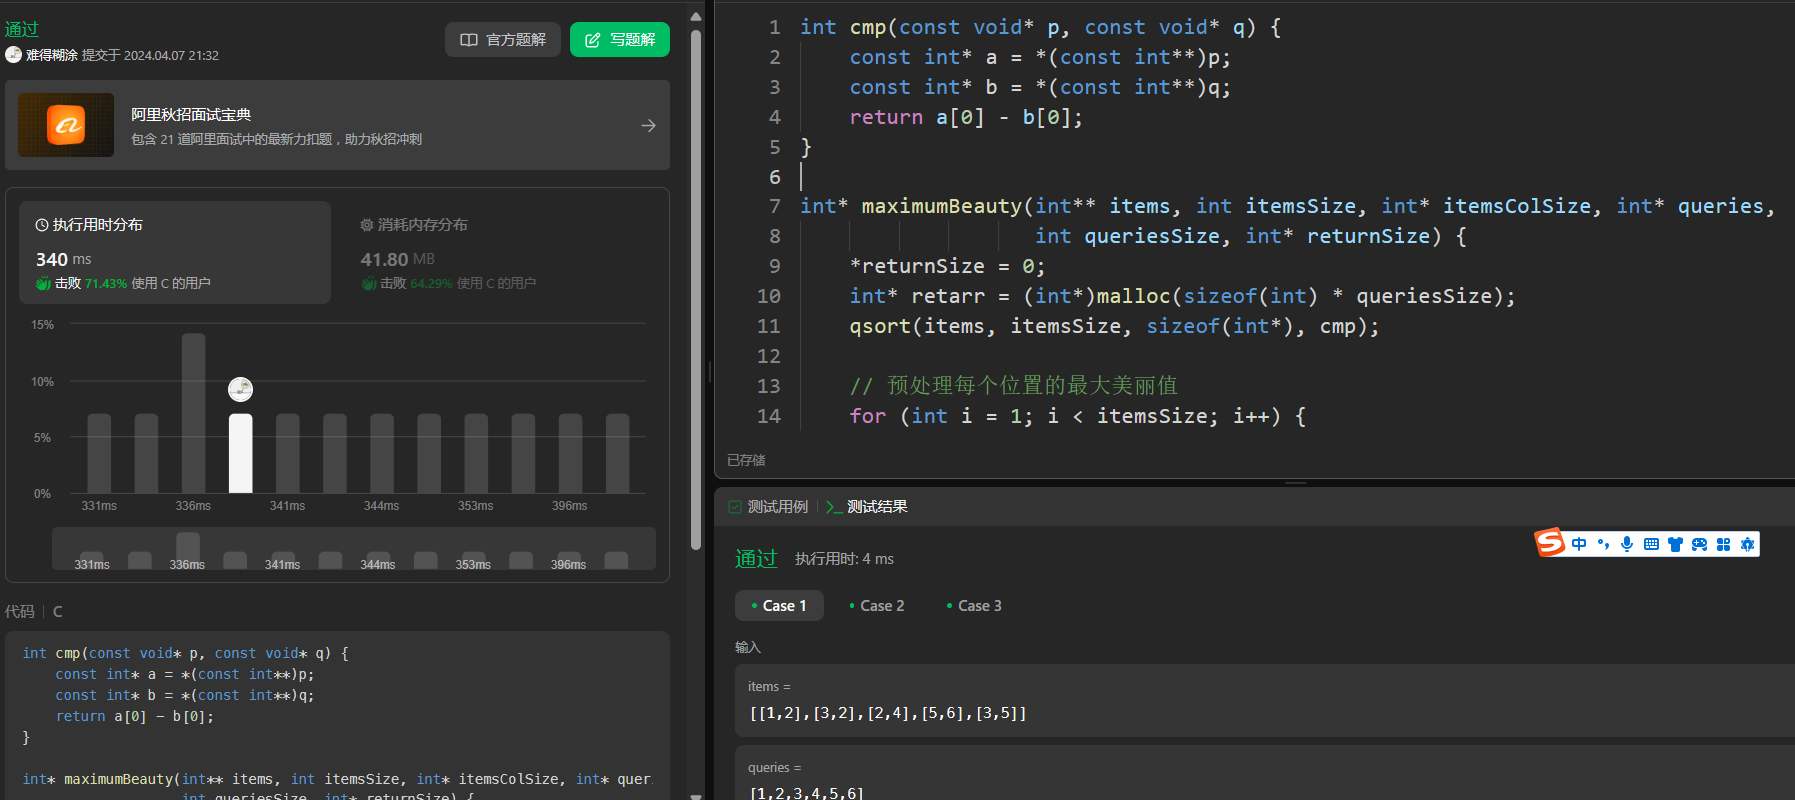 通过
难得糊涂 提交于 2024.04.07 21:32
官方题解
写题解
阿里秋招面试宝典
包含 21 道阿里面试中的最新力扣题，助力秋招冲刺
执行用时分布
340 ms
击败 71.43% 使用 C 的用户
消耗内存分布
41.80 MB
击败 64.29% 使用 C 的用户
15%
10%
5%
0%
331ms 336ms 341ms 344ms 353ms 396ms
331ms 336ms 341ms 344ms 353ms 396ms
代码 | C
int cmp(const void* p, const void* q) {
    const int* a = *(const int**)p;
    const int* b = *(const int**)q;
    return a[0] - b[0];
}
int* maximumBeauty(int** items, int itemsSize, int* itemsColSize, int* quer
int queriesSize, int* returnSize) {
1 int cmp(const void* p, const void* q) {
2     const int* a = *(const int**)p;
3     const int* b = *(const int**)q;
4     return a[0] - b[0];
5 }
6
7 int* maximumBeauty(int** items, int itemsSize, int* itemsColSize, int* queries,
8                    int queriesSize, int* returnSize) {
9     *returnSize = 0;
10     int* retarr = (int*)malloc(sizeof(int) * queriesSize);
11     qsort(items, itemsSize, sizeof(int*), cmp);
12
13     // 预处理每个位置的最大美丽值
14     for (int i = 1; i < itemsSize; i++) {
已存储
测试用例 | >_ 测试结果
中
通过 执行用时: 4 ms
• Case 1 • Case 2 • Case 3
输入
items =
[[1,2],[3,2],[2,4],[5,6],[3,5]]
queries =
[1,2,3,4,5,6]